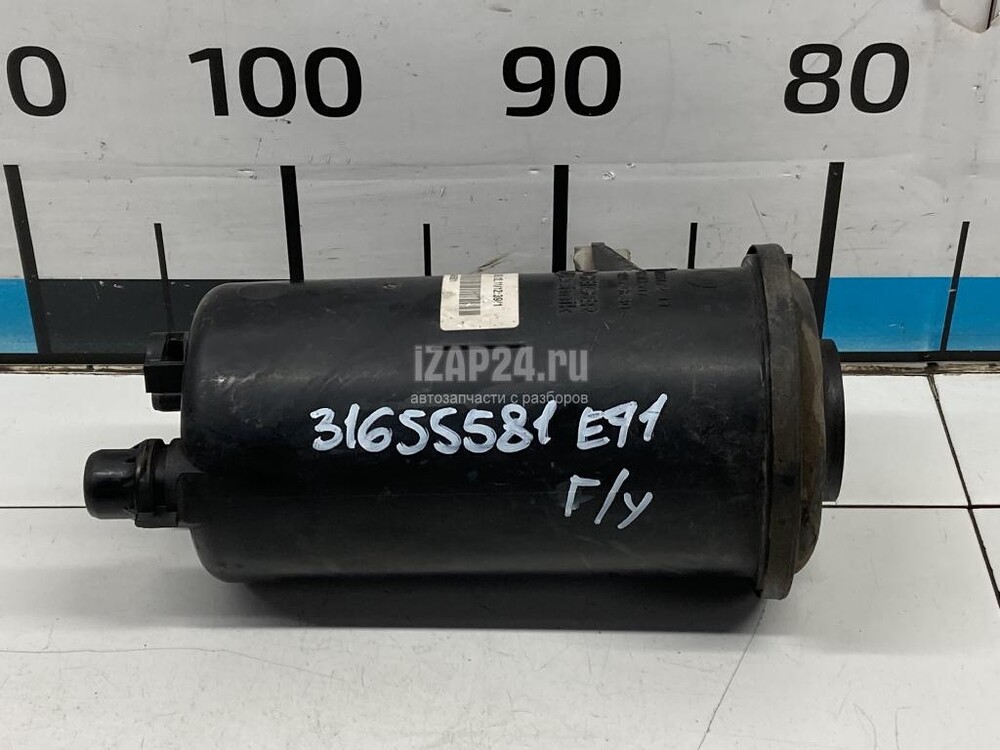 0 100 90 80
iZAP24.ru
автозапчасти с разборов
31655581 E71
Г/у